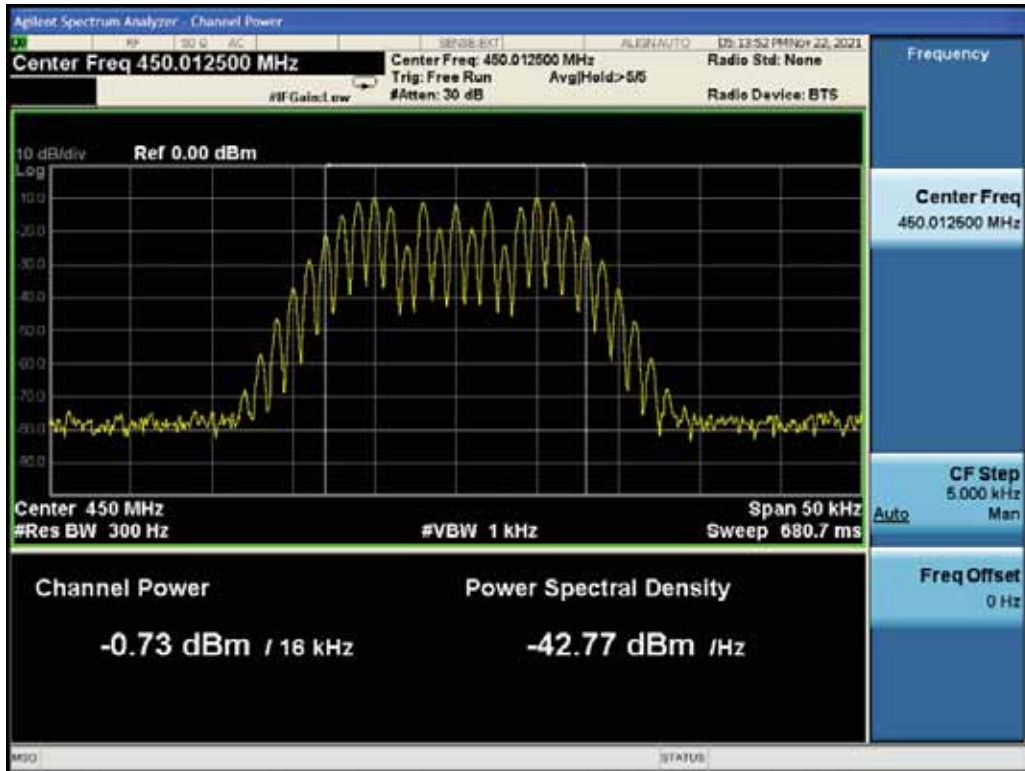 Agilent Spectrum Analyzer - Channel Power
RF 50 Ω AC SENSE:EXT ALIGNAUTO 05:13:52 PM Nov 22, 2021
Center Freq 450.012500 MHz
Center Freq: 450.012500 MHz
Radio Std: None
Trig: Free Run Avg|Hold:>5/5
#IFGain:Low
#Atten: 30 dB
Radio Device: BTS
10 dB/div Ref 0.00 dBm
Log
-10.0
-20.0
-30.0
-40.0
-50.0
-60.0
-70.0
-80.0
-90.0
Center 450 MHz
Span 50 kHz
#Res BW 300 Hz
#VBW 1 kHz
Sweep 680.7 ms
Channel Power
Power Spectral Density
-0.73 dBm / 16 kHz
-42.77 dBm /Hz
Frequency
Center Freq
450.012500 MHz
CF Step
5.000 kHz
Auto Man
Freq Offset
0 Hz
MSG
STATUS